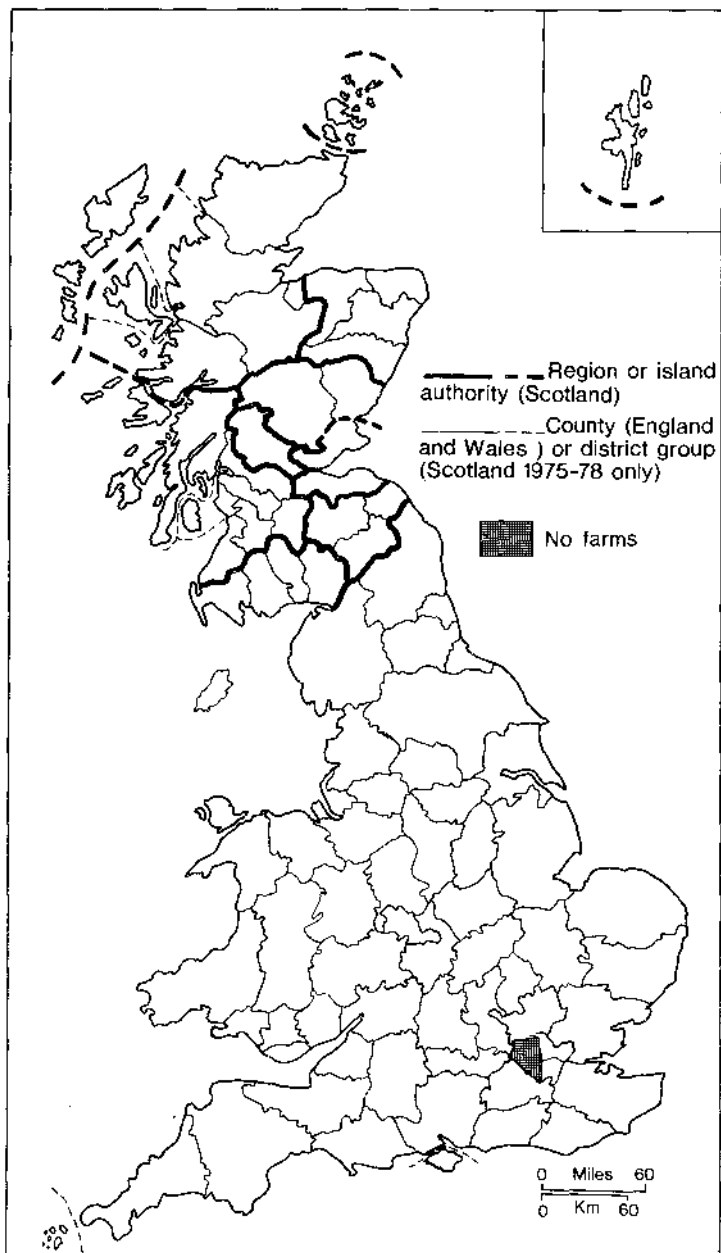 Region or island
authority (Scotland)
County (England
and Wales ) or district group
(Scotland 1975-78 only)
No farms
0 Miles 60
0 Km 60